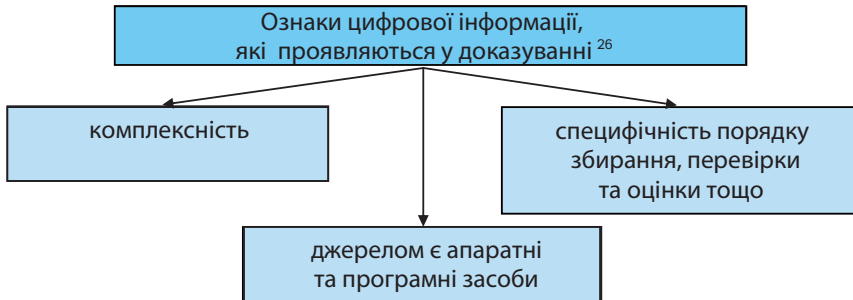 Ознаки цифрової інформації,
які проявляються у доказуванні 26
комплексність
специфічність порядку
збирання, перевірки
та оцінки тощо
джерелом є апаратні
та програмні засоби